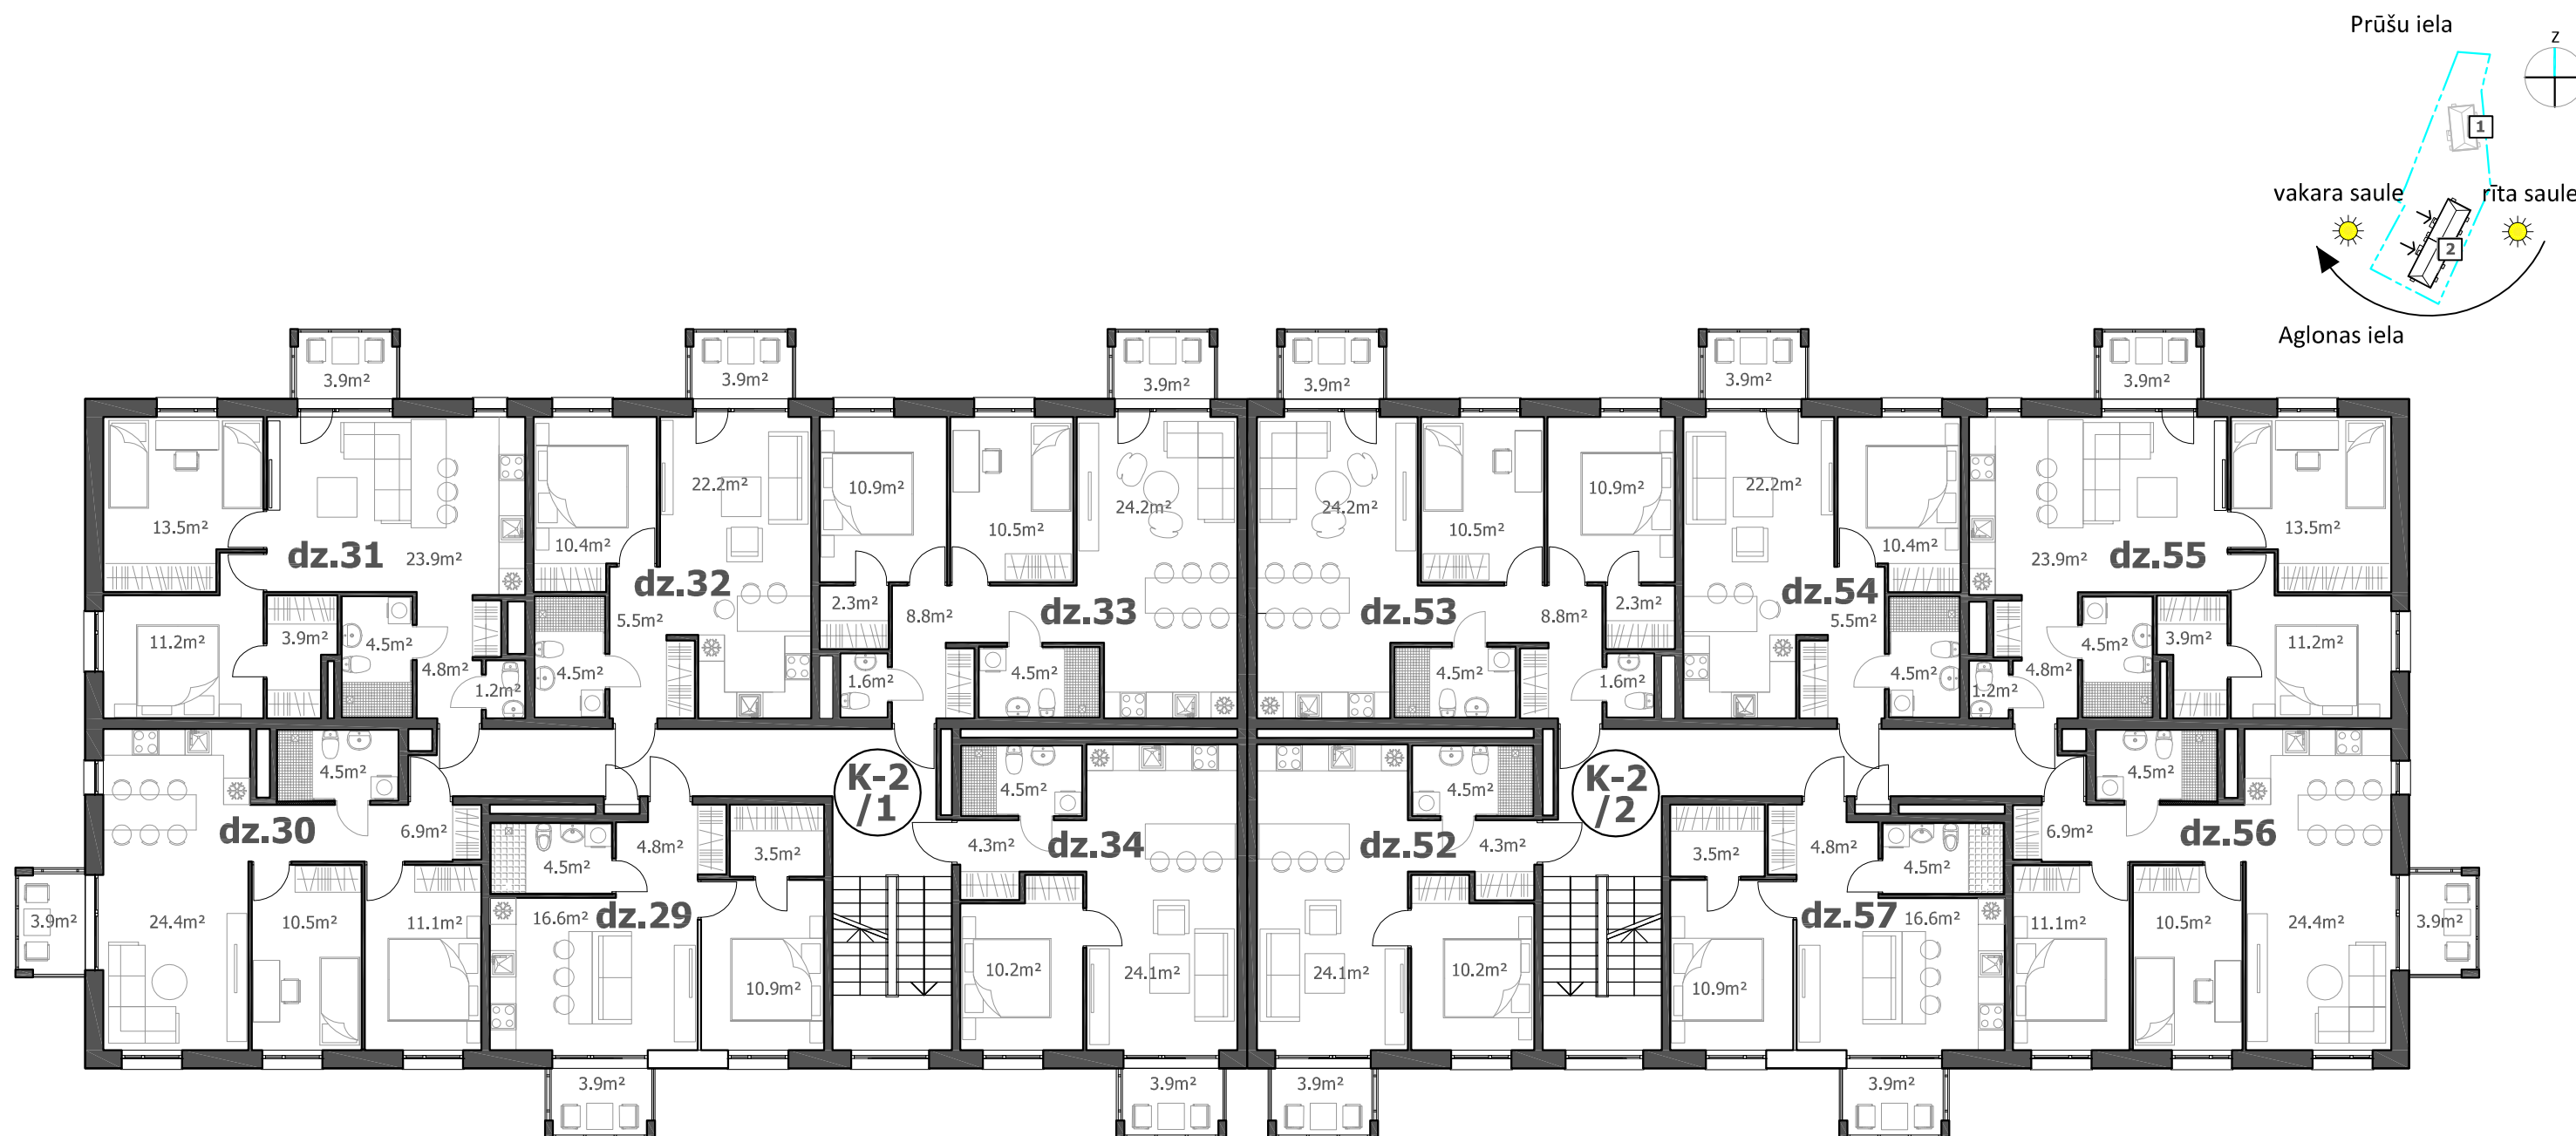 Prūšu iela
z
1
vakara saule
rīta saule
2
Aglonas iela
3.9m²
3.9m²
3.9m²
3.9m²
3.9m²
3.9m²
13.5m²
dz.31
23.9m²
11.2m²
3.9m²
4.5m²
4.8m²
1.2m²
10.4m²
22.2m²
dz.32
5.5m²
4.5m²
10.9m²
10.5m²
24.2m²
2.3m²
8.8m²
dz.33
1.6m²
4.5m²
24.2m²
10.5m²
10.9m²
dz.53
8.8m²
2.3m²
4.5m²
1.6m²
22.2m²
10.4m²
dz.54
5.5m²
4.5m²
23.9m²
dz.55
13.5m²
4.8m²
1.2m²
4.5m²
3.9m²
11.2m²
4.5m²
dz.30
6.9m²
3.9m²
24.4m²
10.5m²
11.1m²
4.5m²
4.8m²
3.5m²
16.6m²
dz.29
10.9m²
K-2
/1
4.5m²
4.3m²
dz.34
10.2m²
24.1m²
4.5m²
dz.52
4.3m²
24.1m²
10.2m²
K-2
/2
3.5m²
4.8m²
4.5m²
dz.57
16.6m²
10.9m²
4.5m²
6.9m²
dz.56
11.1m²
10.5m²
24.4m²
3.9m²
3.9m²
3.9m²
3.9m²
3.9m²